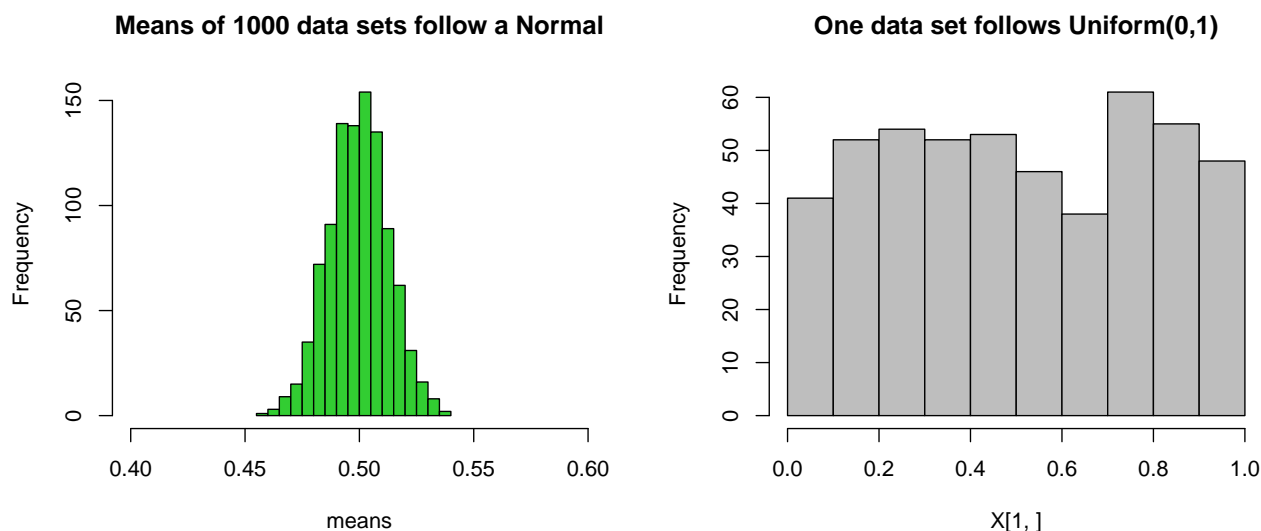 Means of 1000 data sets follow a Normal
Frequency
150
100
50
0
0.40 0.45 0.50 0.55 0.60
means
One data set follows Uniform(0,1)
Frequency
60
50
40
30
20
10
0
0.0 0.2 0.4 0.6 0.8 1.0
X[1, ]